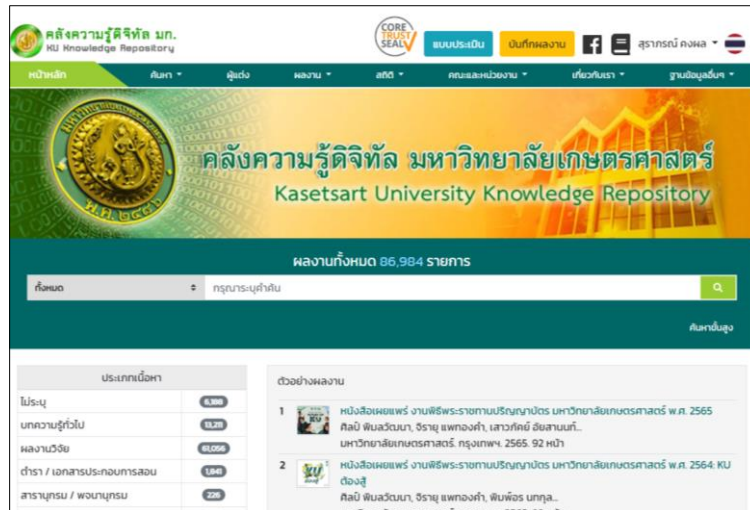 คลังความรู้ดิจิทัล มก.
KU Knowledge Repository
CORE
TRUST
SEAL
แบบประเมิน
บันทึกผลงาน
สุราภรณ์ คงผล
หน้าหลัก
ค้นหา
ผู้แต่ง
ผลงาน
สถิติ
คณะและหน่วยงาน
เกี่ยวกับเรา
ฐานข้อมูลอื่นๆ
พ.ศ. ๒๔๘๖
คลังความรู้ดิจิทัล มหาวิทยาลัยเกษตรศาสตร์
Kasetsart University Knowledge Repository
ผลงานทั้งหมด 86,984 รายการ
ทั้งหมด
กรุณาระบุคำค้น
ค้นหาขั้นสูง
ประเภทเนื้อหา
ไม่ระบุ
บทความรู้ทั่วไป
ผลงานวิจัย
61,056
ตำรา / เอกสารประกอบการสอน
1,841
สารานุกรม / พจนานุกรม
226
ตัวอย่างผลงาน
1 หนังสือเผยแพร่ งานพิธีพระราชทานปริญญาบัตร มหาวิทยาลัยเกษตรศาสตร์ พ.ศ. 2565
ศิลป์ พิมลวัฒนา, จิรายุ แพทองคำ, เสาวภัคย์ อัยสานนท์...
มหาวิทยาลัยเกษตรศาสตร์. กรุงเทพฯ. 2565. 92 หน้า
2 หนังสือเผยแพร่ งานพิธีพระราชทานปริญญาบัตร มหาวิทยาลัยเกษตรศาสตร์ พ.ศ. 2564: KU
ต้องสู้
ศิลป์ พิมลวัฒนา, จิรายุ แพทองคำ, พิมพ์อร นกกุล...